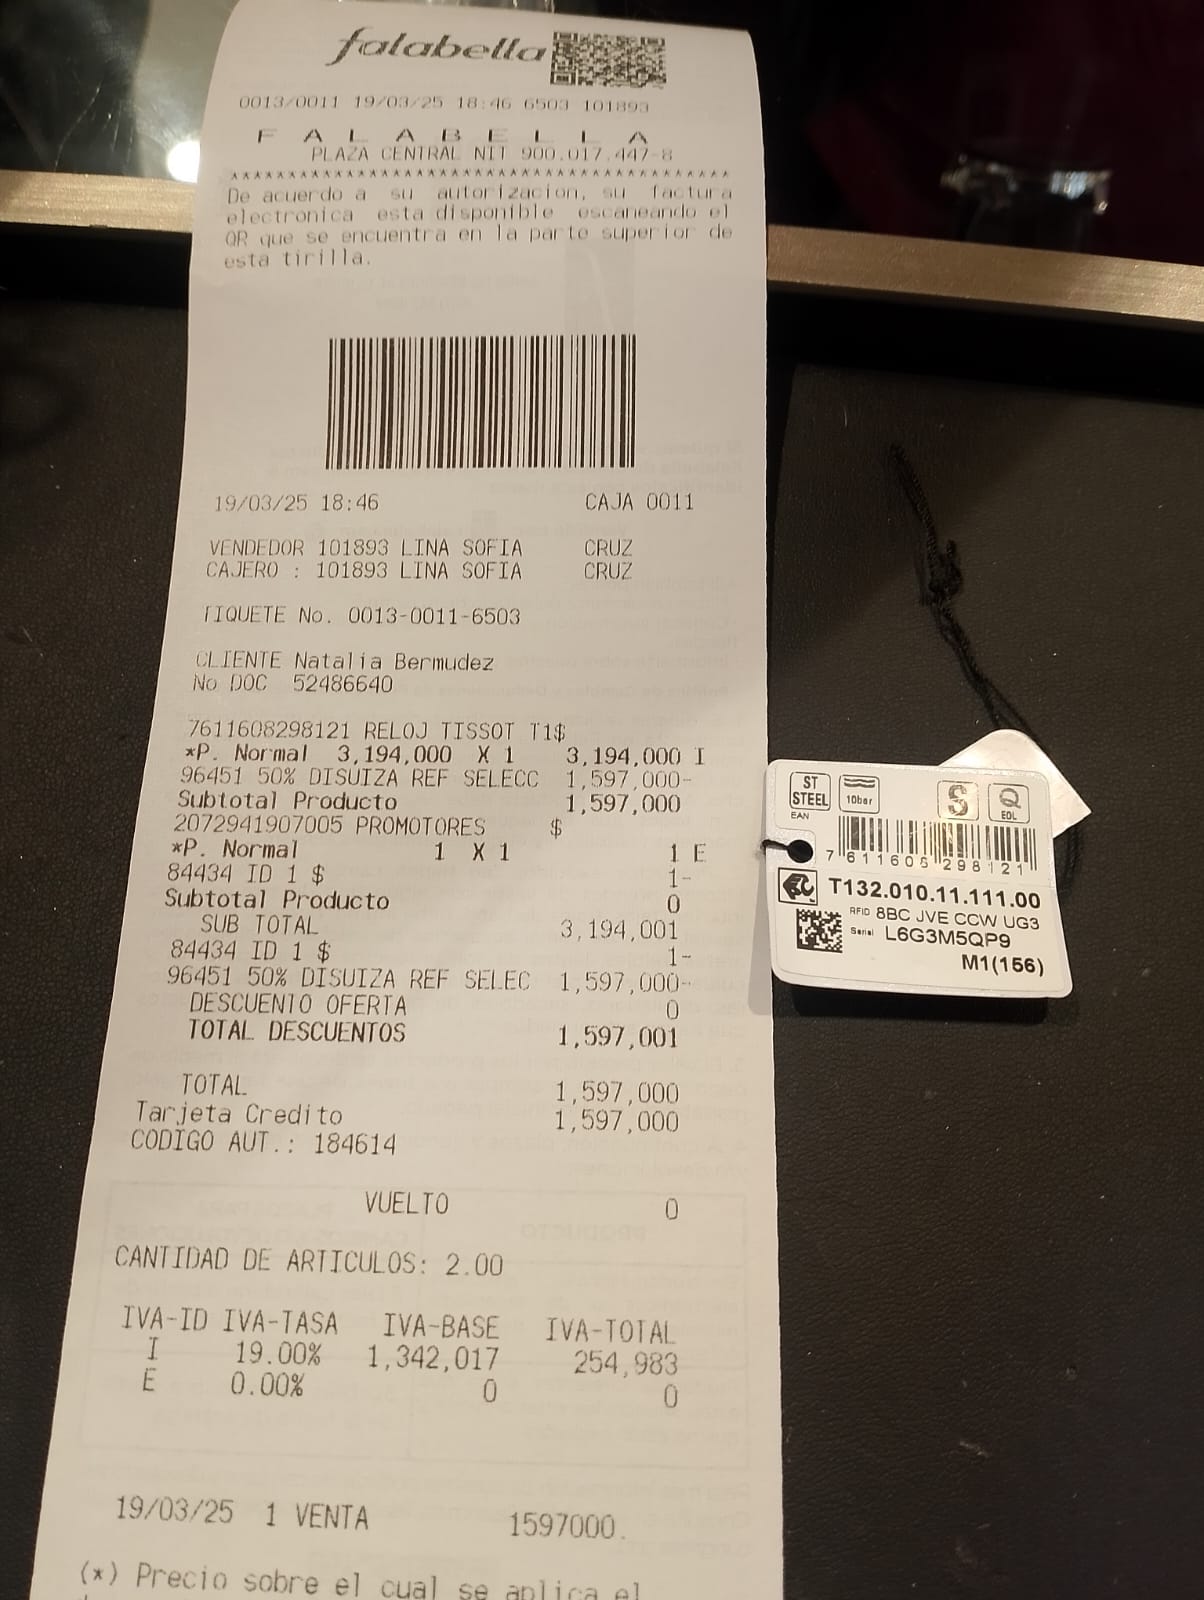 falabella
0013/0011 19/03/25 18:46 6503 101893
F A L A B E L L A
PLAZA CENTRAL NIT 900.017.447-8
****************************************
De acuerdo a su autorizacion, su factura
electronica esta disponible escaneando el
QR que se encuentra en la parte superior de
esta tirilla.
19/03/25 18:46 CAJA 0011
VENDEDOR 101893 LINA SOFIA CRUZ
CAJERO : 101893 LINA SOFIA CRUZ
TIQUETE No. 0013-0011-6503
CLIENTE Natalia Bermudez
No DOC 52486640
7611608298121 RELOJ TISSOT T1$
*P. Normal 3,194,000 X 1 3,194,000 I
96451 50% DISUIZA REF SELECC 1,597,000-
Subtotal Producto 1,597,000
2072941907005 PROMOTORES $
*P. Normal 1 X 1 1 E
84434 ID 1 $ 1-
Subtotal Producto 0
SUB TOTAL 3,194,001
84434 ID 1 $ 1-
96451 50% DISUIZA REF SELEC 1,597,000-
DESCUENTO OFERTA 0
TOTAL DESCUENTOS 1,597,001
TOTAL 1,597,000
Tarjeta Credito 1,597,000
CODIGO AUT.: 184614
VUELTO 0
CANTIDAD DE ARTICULOS: 2.00
IVA-ID IVA-TASA IVA-BASE IVA-TOTAL
I 19.00% 1,342,017 254,983
E 0.00% 0 0
19/03/25 1 VENTA 1597000.
(*) Precio sobre el cual se aplica el
ST
STEEL
10bar
S
Q
EOL
EAN
7 611608 298121
T132.010.11.111.00
RFID 8BC JVE CCW UG3
Serial L6G3M5QP9
M1(156)